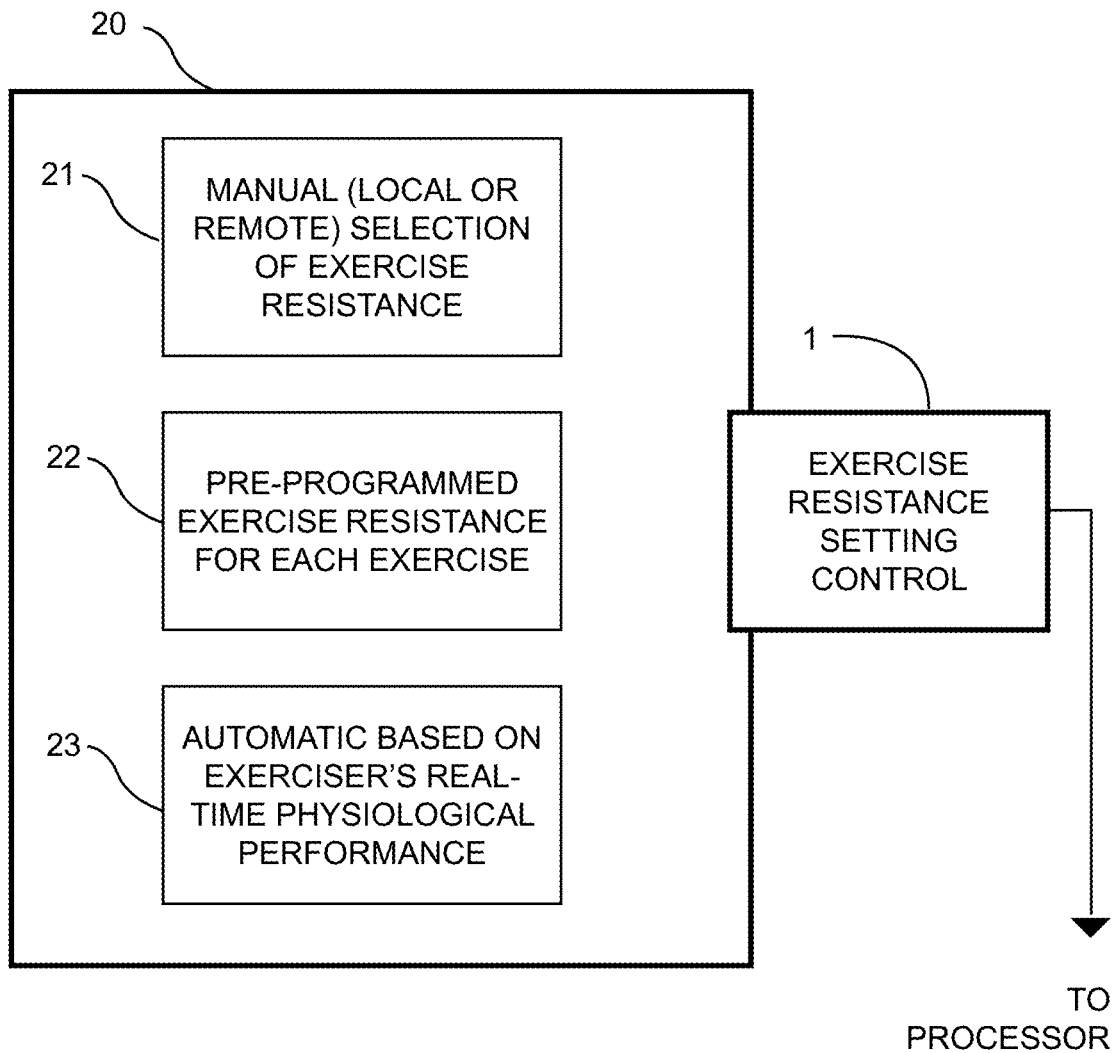 20
21
MANUAL (LOCAL OR
REMOTE) SELECTION
OF EXERCISE
RESISTANCE
22
PRE-PROGRAMMED
EXERCISE RESISTANCE
FOR EACH EXERCISE
23
AUTOMATIC BASED ON
EXERCISER'S REAL-
TIME PHYSIOLOGICAL
PERFORMANCE
1
EXERCISE
RESISTANCE
SETTING
CONTROL
TO
PROCESSOR